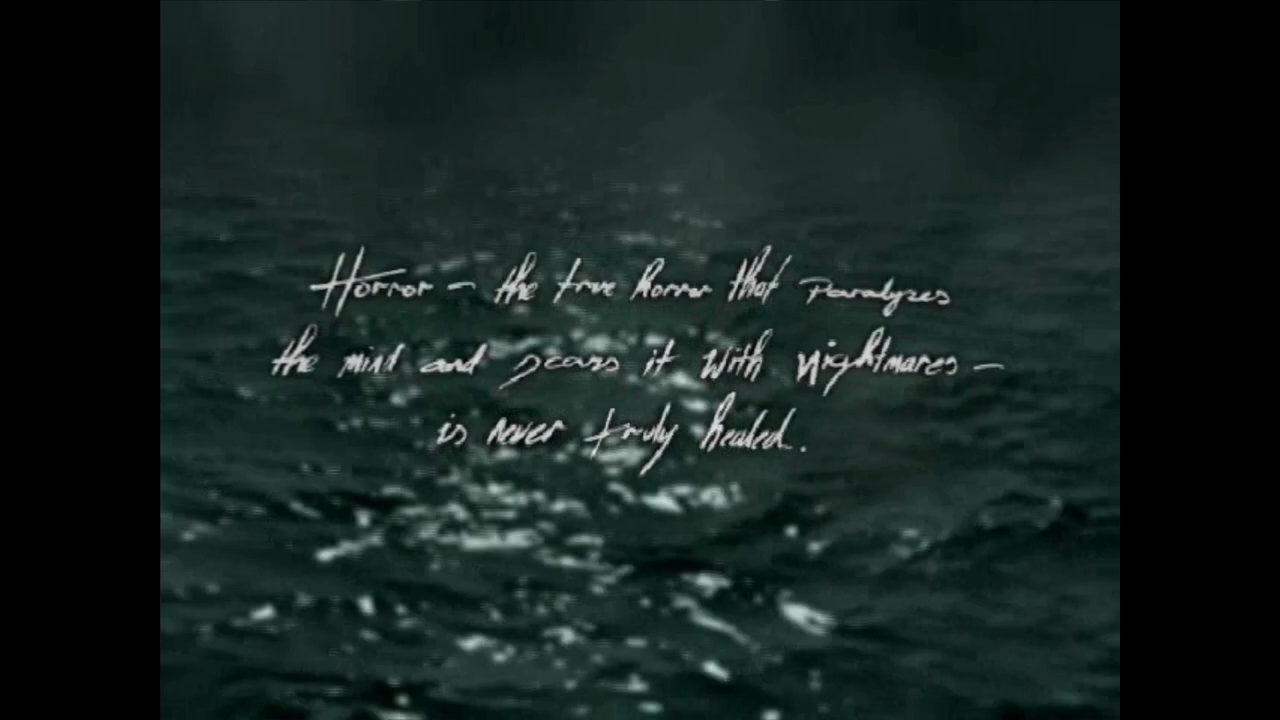 Horror – the true horror that paralyzes
the mind and scars it with nightmares –
is never truly healed.